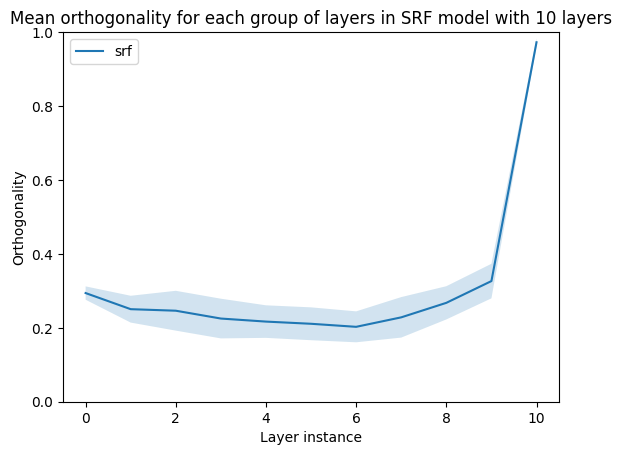 Mean orthogonality for each group of layers in SRF model with 10 layers
srf
Orthogonality
1.0
0.8
0.6
0.4
0.2
0.0
0 2 4 6 8 10
Layer instance